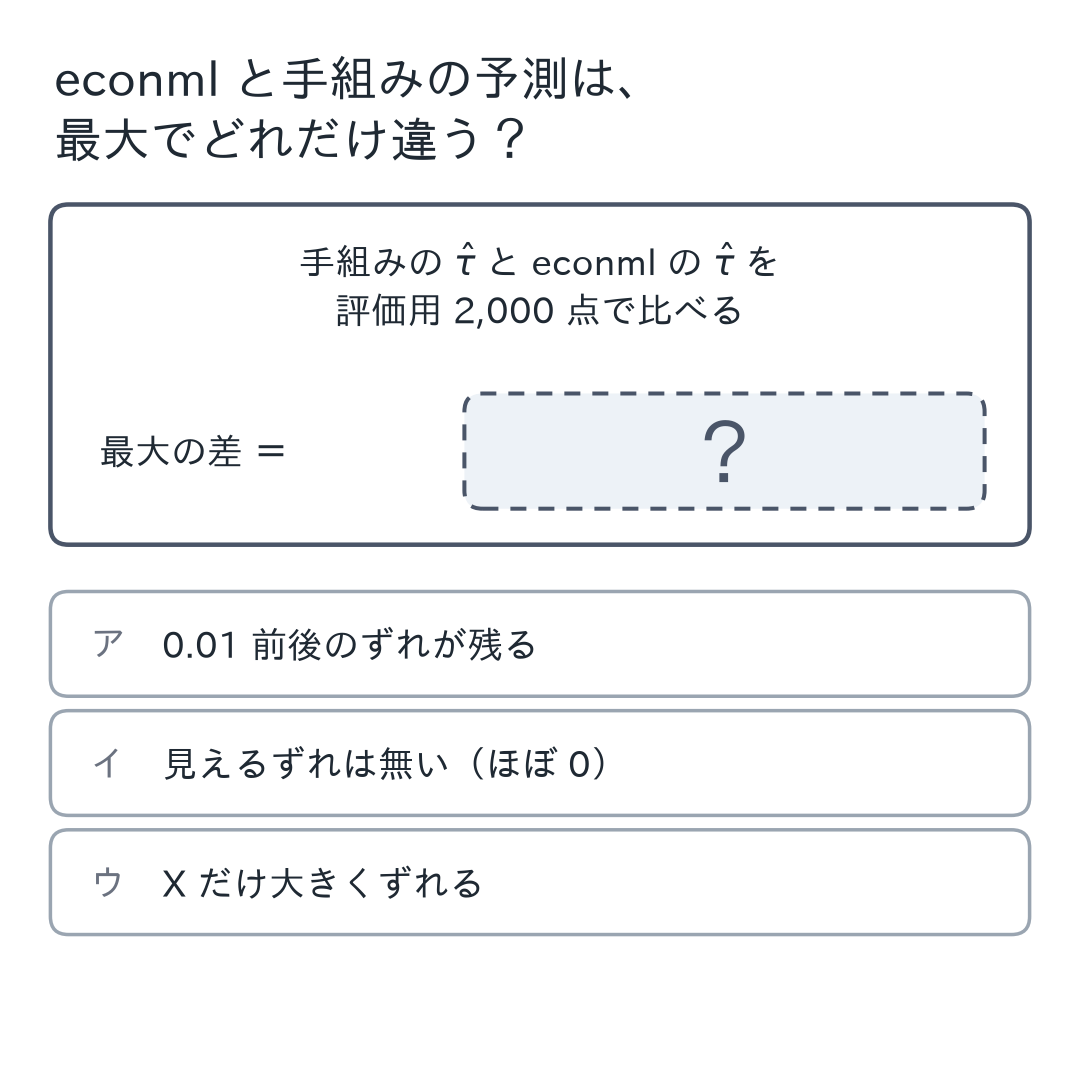 econml と手組みの予測は、
最大でどれだけ違う？
手組みの τ̂ と econml の τ̂ を
評価用 2,000 点で比べる
最大の差 ＝
？
ア 0.01 前後のずれが残る
イ 見えるずれは無い（ほぼ 0）
ウ X だけ大きくずれる